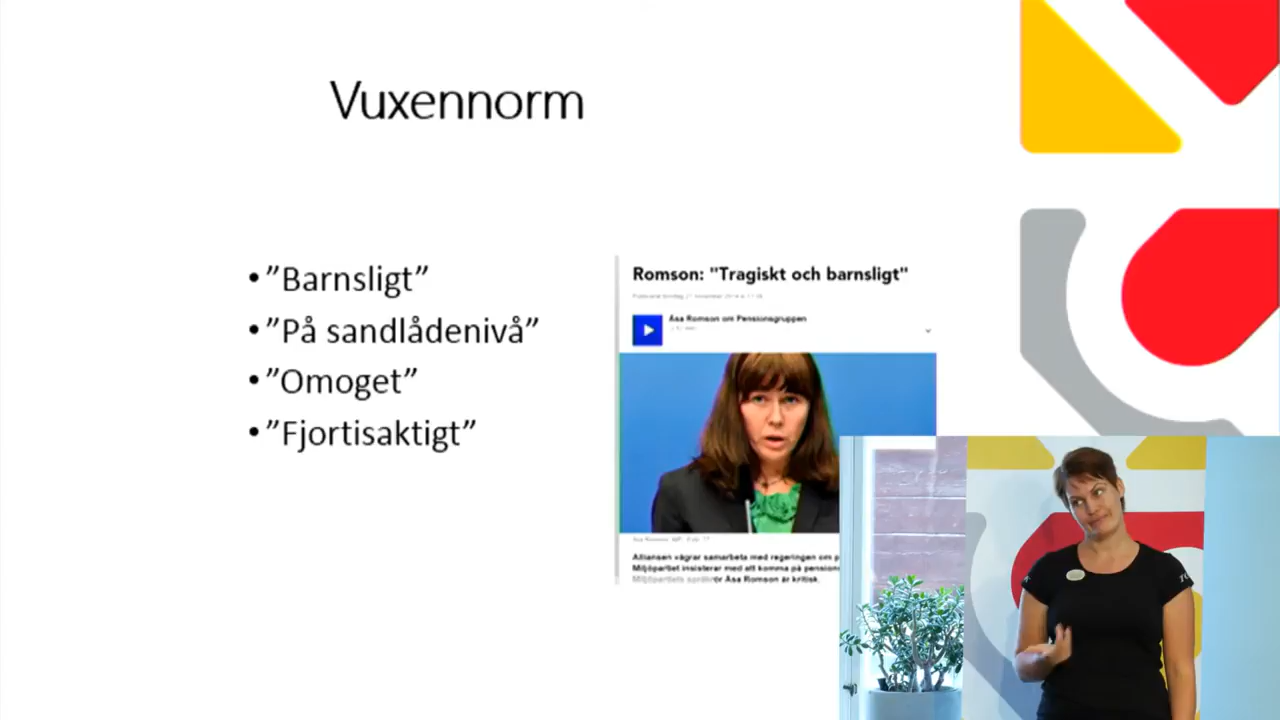 Vuxennorm
• ”Barnsligt”
• ”På sandlådenivå”
• ”Omoget”
• ”Fjortisaktigt”
Romson: "Tragiskt och barnsligt"
Åsa Romson om Pensionsgruppen
Alliansen vägrar samarbeta med regeringen om p
Miljöpartiet insisterar med att komma på pension
Miljöpartiets språkrör Åsa Romson är kritisk.